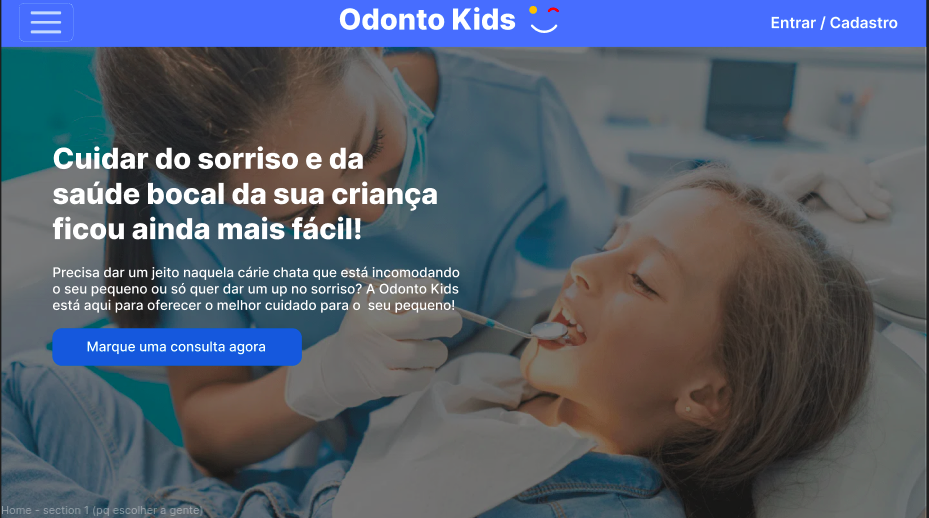 Odonto Kids
Entrar / Cadastro
Cuidar do sorriso e da
saúde bocal da sua criança
ficou ainda mais fácil!
Precisa dar um jeito naquela cárie chata que está incomodando
o seu pequeno ou só quer dar um up no sorriso? A Odonto Kids
está aqui para oferecer o melhor cuidado para o  seu pequeno!
Marque uma consulta agora
Home - section 1 (pq escolher a gente)